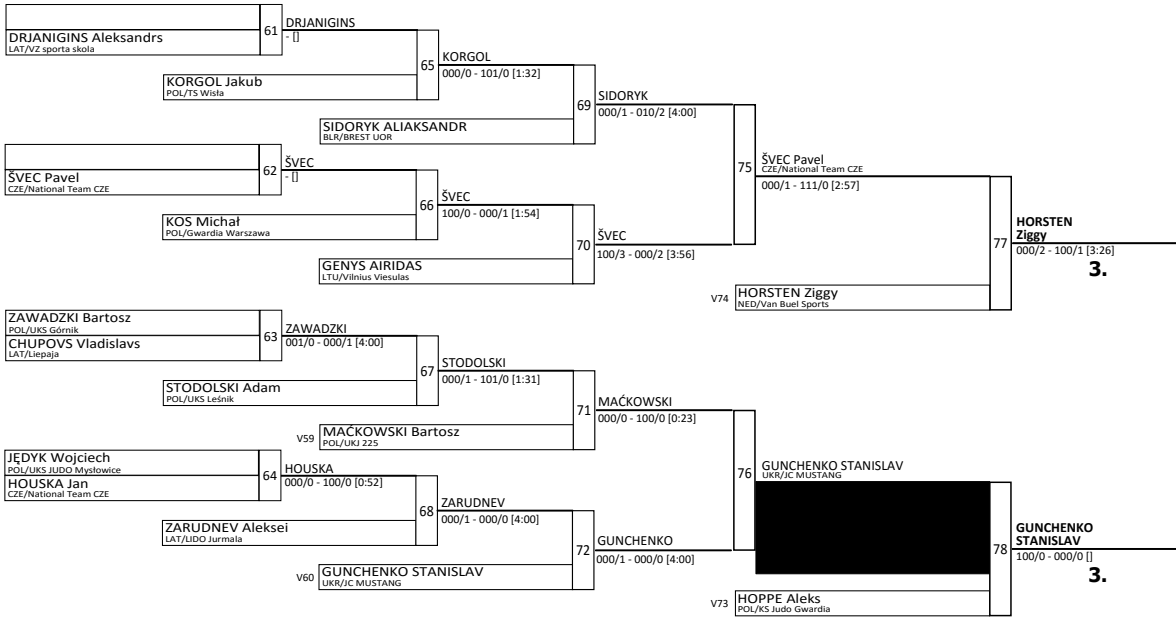 61
DRJANIGINS
- []
DRJANIGINS Aleksandrs
LAT/VZ sporta skola
65
KORGOL
000/0 - 101/0 [1:32]
KORGOL Jakub
POL/TS Wisła
69
SIDORYK
000/1 - 010/2 [4:00]
SIDORYK ALIAKSANDR
BLR/BREST UOR
62
ŠVEC
- []
ŠVEC Pavel
CZE/National Team CZE
66
ŠVEC
100/0 - 000/1 [1:54]
KOS Michał
POL/Gwardia Warszawa
70
ŠVEC
100/3 - 000/2 [3:56]
GENYS AIRIDAS
LTU/Vilnius Viesulas
75
ŠVEC Pavel
CZE/National Team CZE
000/1 - 111/0 [2:57]
77
HORSTEN
Ziggy
000/2 - 100/1 [3:26]
3.
V74
HORSTEN Ziggy
NED/Van Buel Sports
ZAWADZKI Bartosz
POL/UKS Górnik
63
ZAWADZKI
001/0 - 000/1 [4:00]
CHUPOVS Vladislavs
LAT/Liepaja
67
STODOLSKI
000/1 - 101/0 [1:31]
STODOLSKI Adam
POL/UKS Leśnik
71
MAĆKOWSKI
000/0 - 100/0 [0:23]
V59
MAĆKOWSKI Bartosz
POL/UKJ 225
JĘDYK Wojciech
POL/UKS JUDO Mysłowice
64
HOUSKA
000/0 - 100/0 [0:52]
HOUSKA Jan
CZE/National Team CZE
68
ZARUDNEV
000/1 - 000/0 [4:00]
ZARUDNEV Aleksei
LAT/LIDO Jurmala
72
GUNCHENKO
000/1 - 000/0 [4:00]
V60
GUNCHENKO STANISLAV
UKR/JC MUSTANG
76
GUNCHENKO STANISLAV
UKR/JC MUSTANG
78
GUNCHENKO
STANISLAV
100/0 - 000/0 []
3.
V73
HOPPE Aleks
POL/KS Judo Gwardia